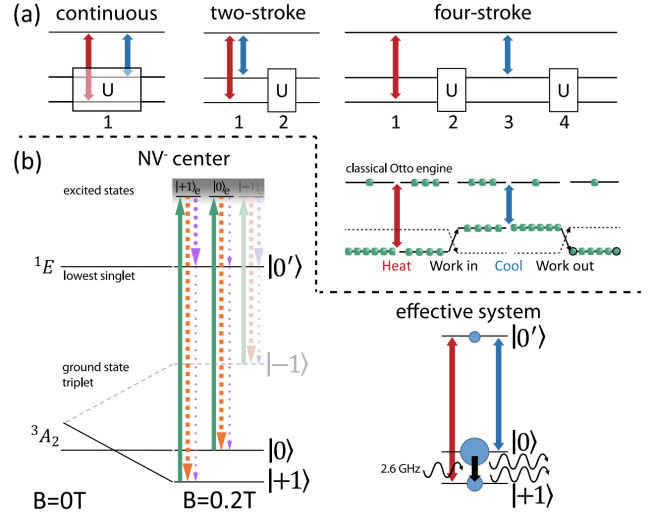 (a) continuous two-stroke four-stroke
U U U U
1 1 2 1 2 3 4
(b) NV⁻ center
classical Otto engine
excited states |+1⟩e |0⟩e |−1⟩e
¹E |0′⟩
lowest singlet
Heat Work in Cool Work out
effective system
|0′⟩
ground state
triplet
|−1⟩
³A₂
|0⟩ |0⟩
2.6 GHz
|+1⟩ |+1⟩
B=0T B=0.2T